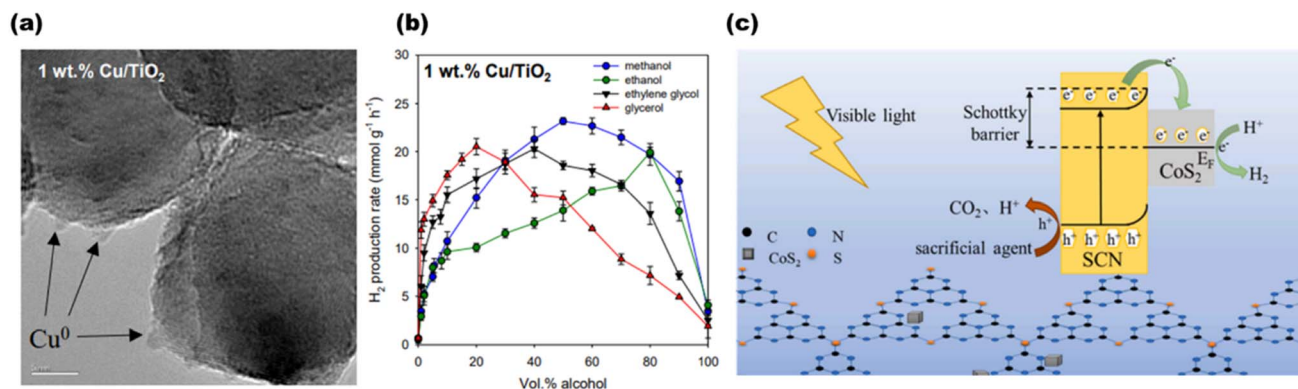 (a)
1 wt.% Cu/TiO₂
Cu⁰
(b)
1 wt.% Cu/TiO₂
methanol
ethanol
ethylene glycol
glycerol
H₂ production rate (mmol g⁻¹ h⁻¹)
30
25
20
15
10
5
0
0 20 40 60 80 100
Vol.% alcohol
(c)
Visible light
Schottky
barrier
e⁻
e⁻ e⁻ e⁻ e⁻
e⁻ e⁻ e⁻
H⁺
e⁻
E_F
CoS₂
H₂
CO₂、H⁺
h⁺
sacrificial agent
h⁺ h⁺ h⁺ h⁺
SCN
C N
CoS₂ S